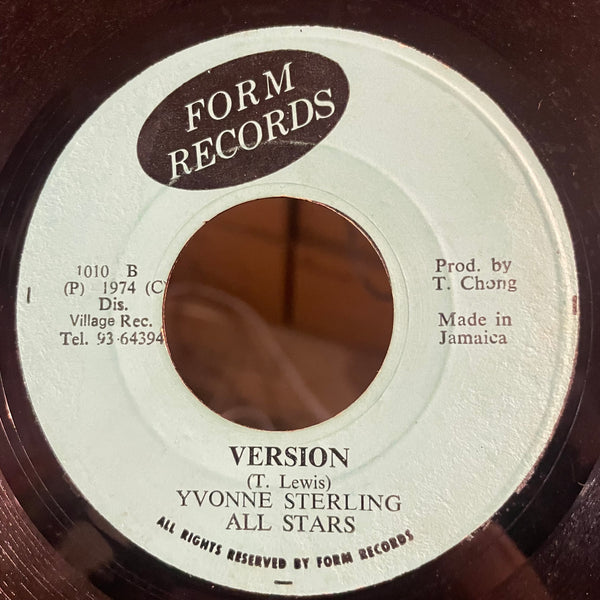 FORM
RECORDS
1010 B
(P) 1974 (C)
Dis.
Village Rec.
Tel. 93-64394
Prod. by
T. Chong
Made in
Jamaica
VERSION
(T. Lewis)
YVONNE STERLING
ALL STARS
ALL RIGHTS RESERVED BY FORM RECORDS